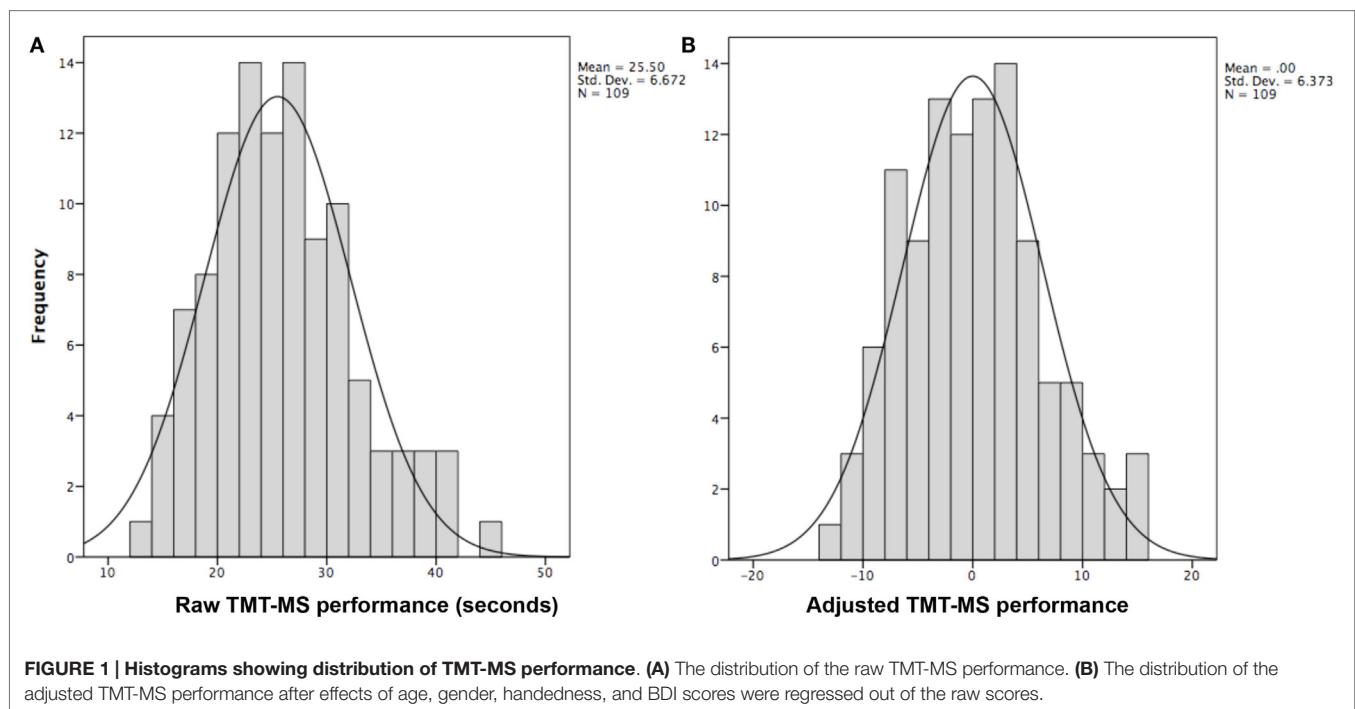 A
14
12
10
8
6
4
2
0
Frequency
10 20 30 40 50
Raw TMT-MS performance (seconds)
Mean = 25.50
Std. Dev. = 6.672
N = 109
B
14
12
10
8
6
4
2
0
-20 -10 0 10 20
Adjusted TMT-MS performance
Mean = .00
Std. Dev. = 6.373
N = 109
FIGURE 1 | Histograms showing distribution of TMT-MS performance. (A) The distribution of the raw TMT-MS performance. (B) The distribution of the
adjusted TMT-MS performance after effects of age, gender, handedness, and BDI scores were regressed out of the raw scores.